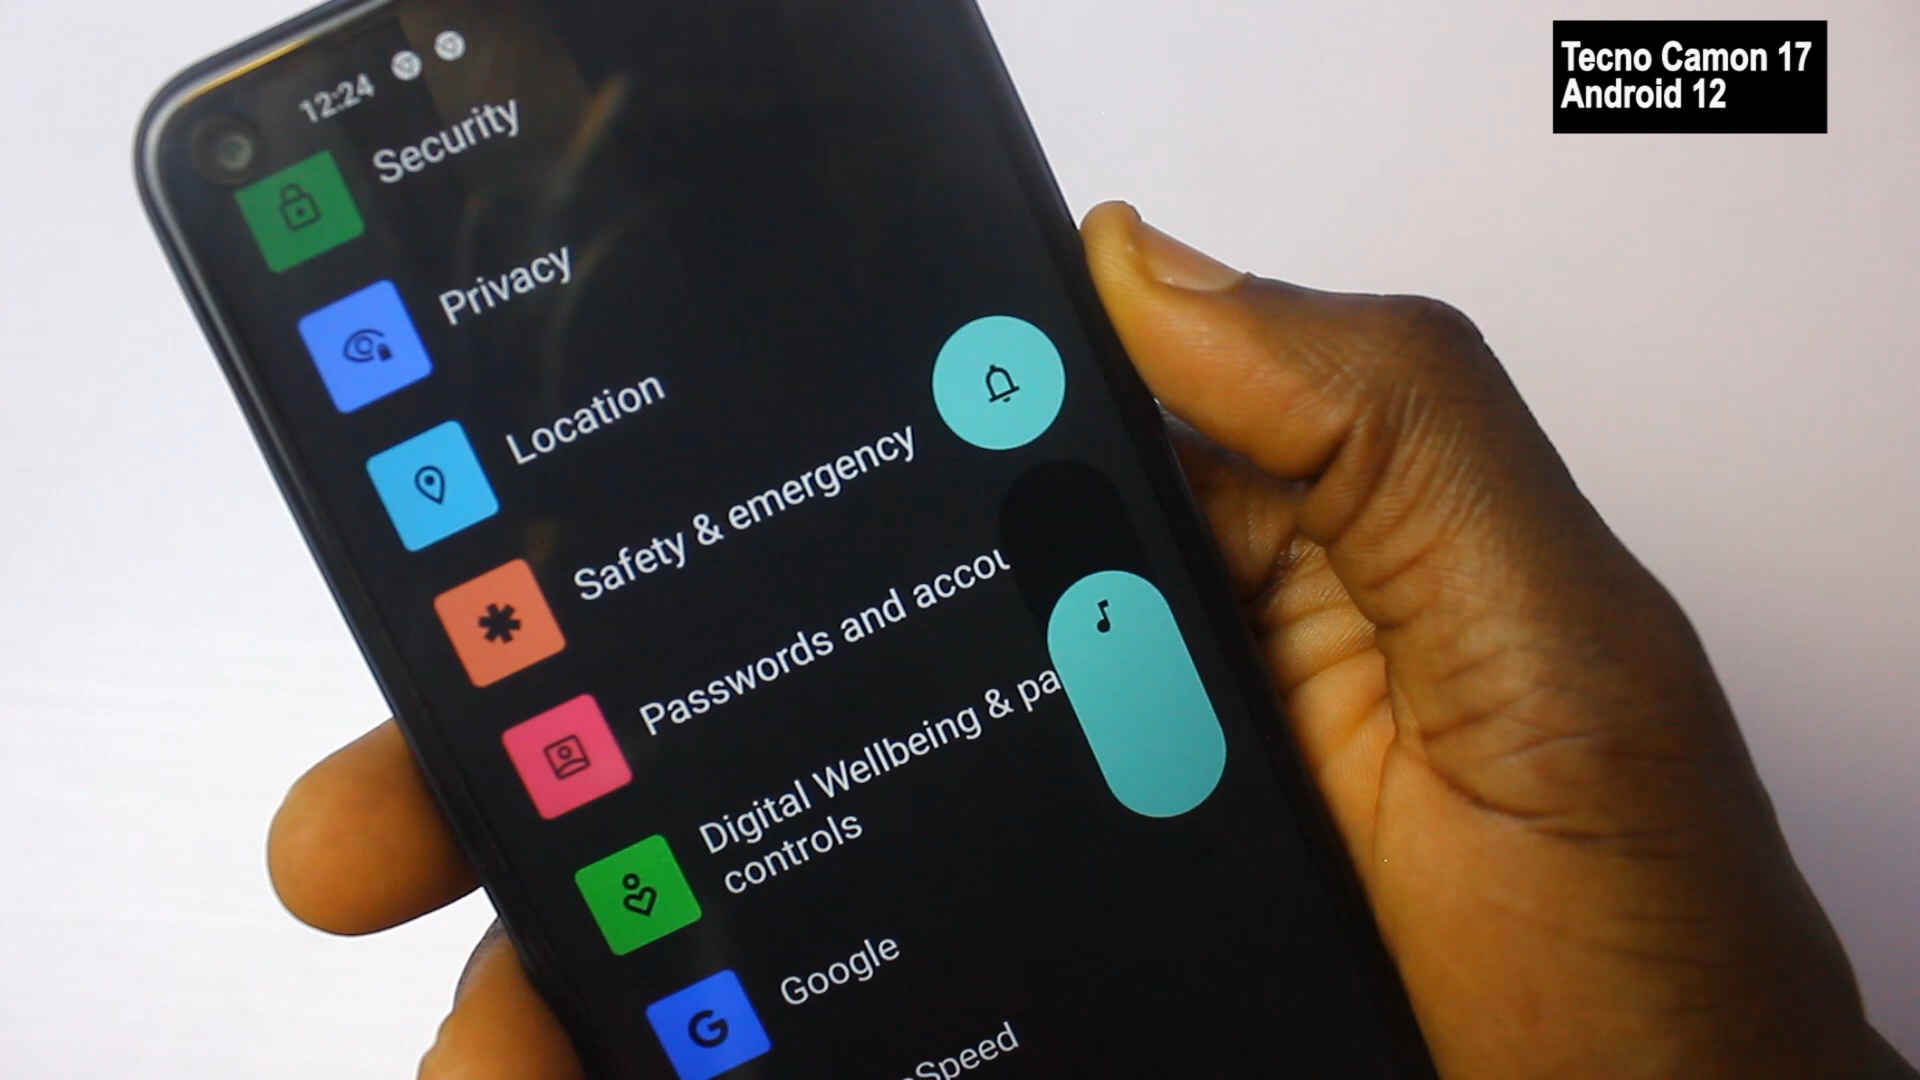 Tecno Camon 17
Android 12
12:24
Security
Privacy
Location
Safety & emergency
Passwords and accou
Digital Wellbeing & pa
controls
Google
Speed